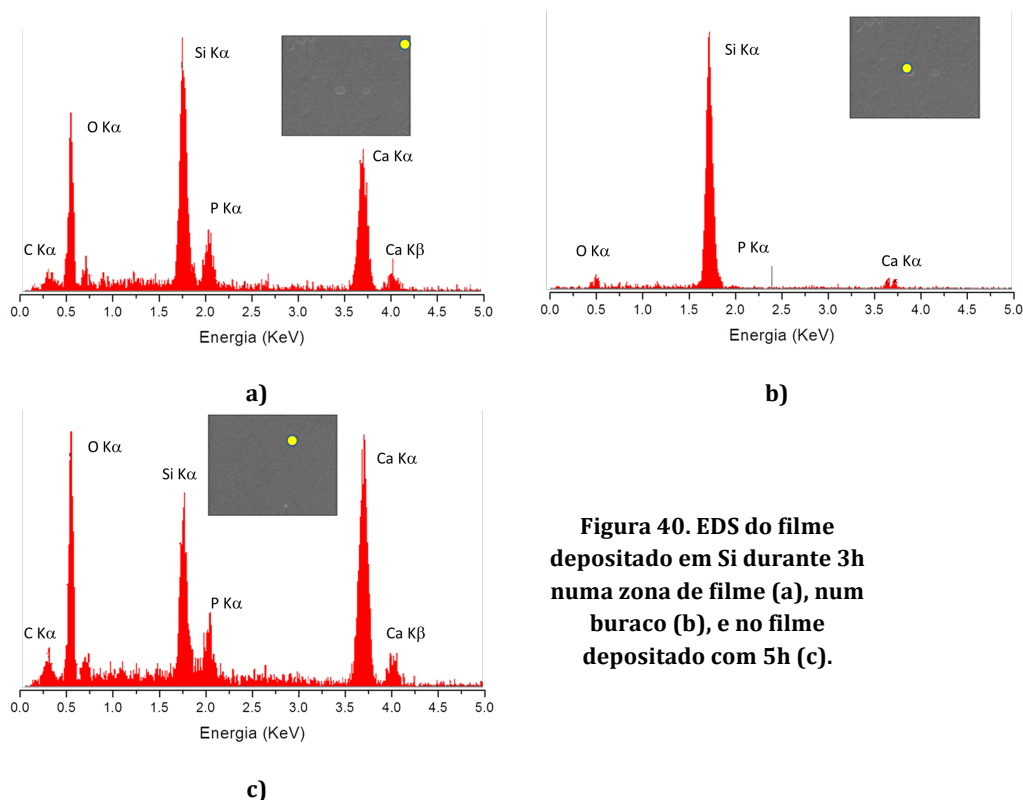 Si Kα
O Kα
Ca Kα
P Kα
C Kα
Ca Kβ
0.0 0.5 1.0 1.5 2.0 2.5 3.0 3.5 4.0 4.5 5.0
Energia (KeV)
a)
Si Kα
O Kα
P Kα
Ca Kα
0.0 0.5 1.0 1.5 2.0 2.5 3.0 3.5 4.0 4.5 5.0
Energia (KeV)
b)
O Kα
Si Kα
Ca Kα
P Kα
C Kα
Ca Kβ
0.0 0.5 1.0 1.5 2.0 2.5 3.0 3.5 4.0 4.5 5.0
Energia (KeV)
c)
Figura 40. EDS do filme
depositado em Si durante 3h
numa zona de filme (a), num
buraco (b), e no filme
depositado com 5h (c).